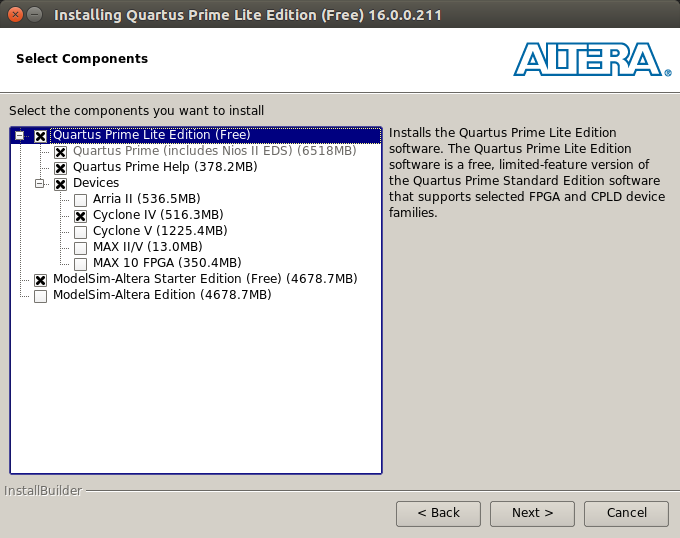 Installing Quartus Prime Lite Edition (Free) 16.0.0.211
Select Components
ALTERA®
Select the components you want to install
Quartus Prime Lite Edition (Free)
Quartus Prime (includes Nios II EDS) (6518MB)
Quartus Prime Help (378.2MB)
Devices
Arria II (536.5MB)
Cyclone IV (516.3MB)
Cyclone V (1225.4MB)
MAX II/V (13.0MB)
MAX 10 FPGA (350.4MB)
ModelSim-Altera Starter Edition (Free) (4678.7MB)
ModelSim-Altera Edition (4678.7MB)
Installs the Quartus Prime Lite Edition
software. The Quartus Prime Lite Edition
software is a free, limited-feature version of
the Quartus Prime Standard Edition software
that supports selected FPGA and CPLD device
families.
InstallBuilder
< Back
Next >
Cancel